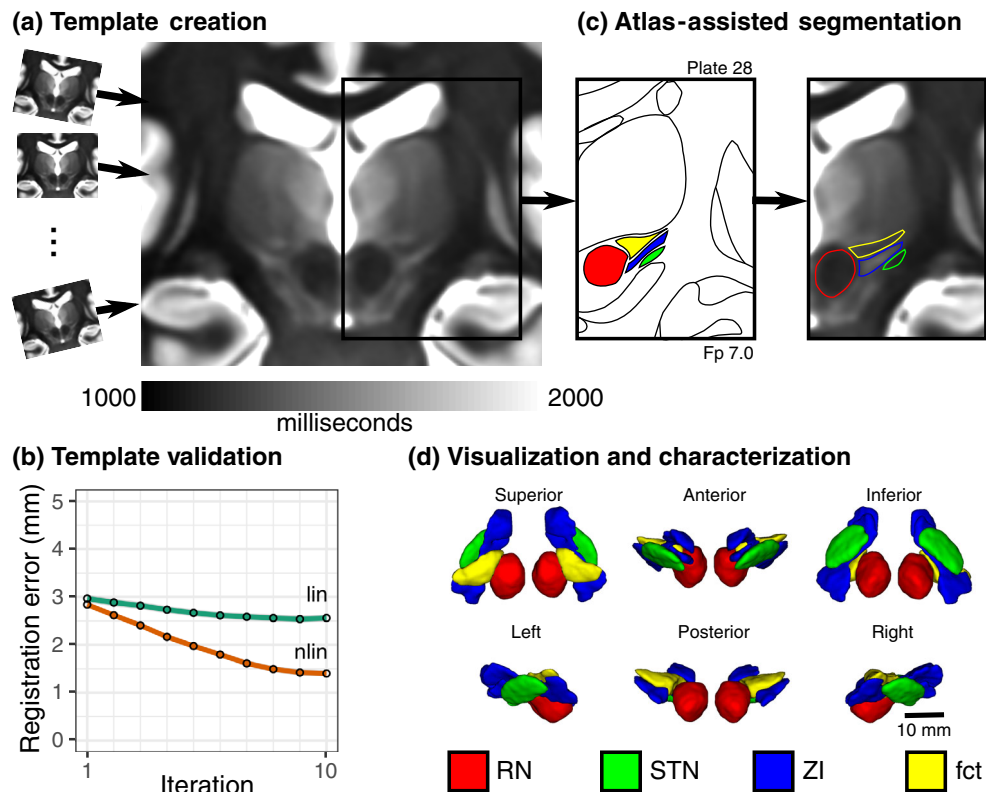 (a) Template creation
1000
2000
milliseconds
(c) Atlas-assisted segmentation
Plate 28
Fp 7.0
(b) Template validation
Registration error (mm)
5
4
3
2
1
0
lin
nlin
1
10
Iteration
(d) Visualization and characterization
Superior
Anterior
Inferior
Left
Posterior
Right
10 mm
RN
STN
ZI
fct